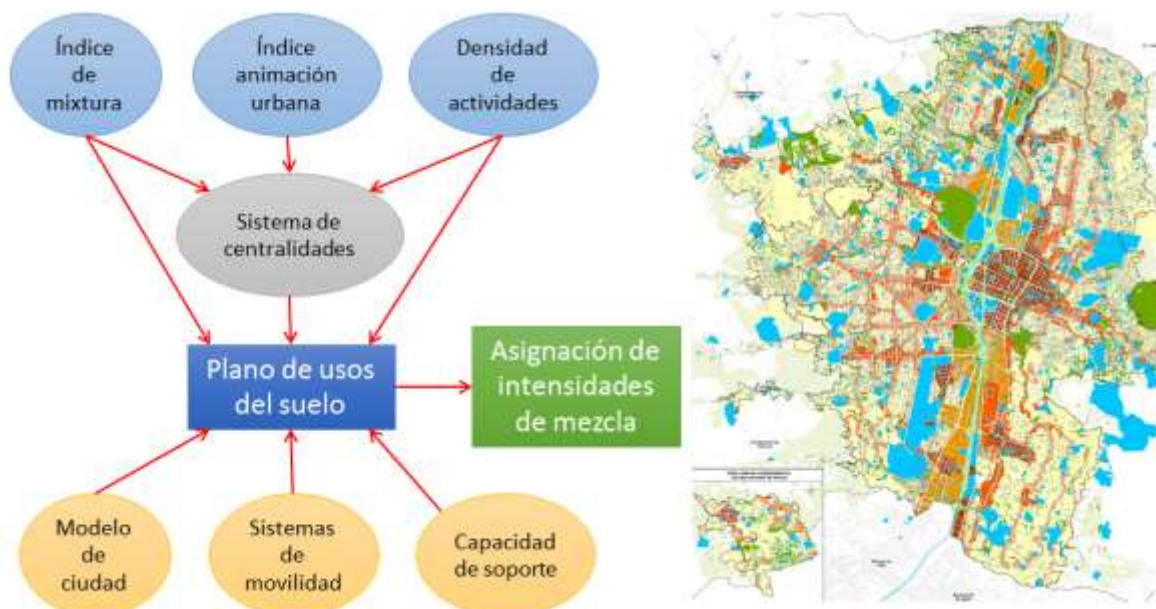 Índice
de
mixtura
Índice
animación
urbana
Densidad
de
actividades
Sistema de
centralidades
Plano de usos
del suelo
Asignación de
intensidades
de mezcla
Modelo
de
ciudad
Sistemas
de
movilidad
Capacidad
de soporte